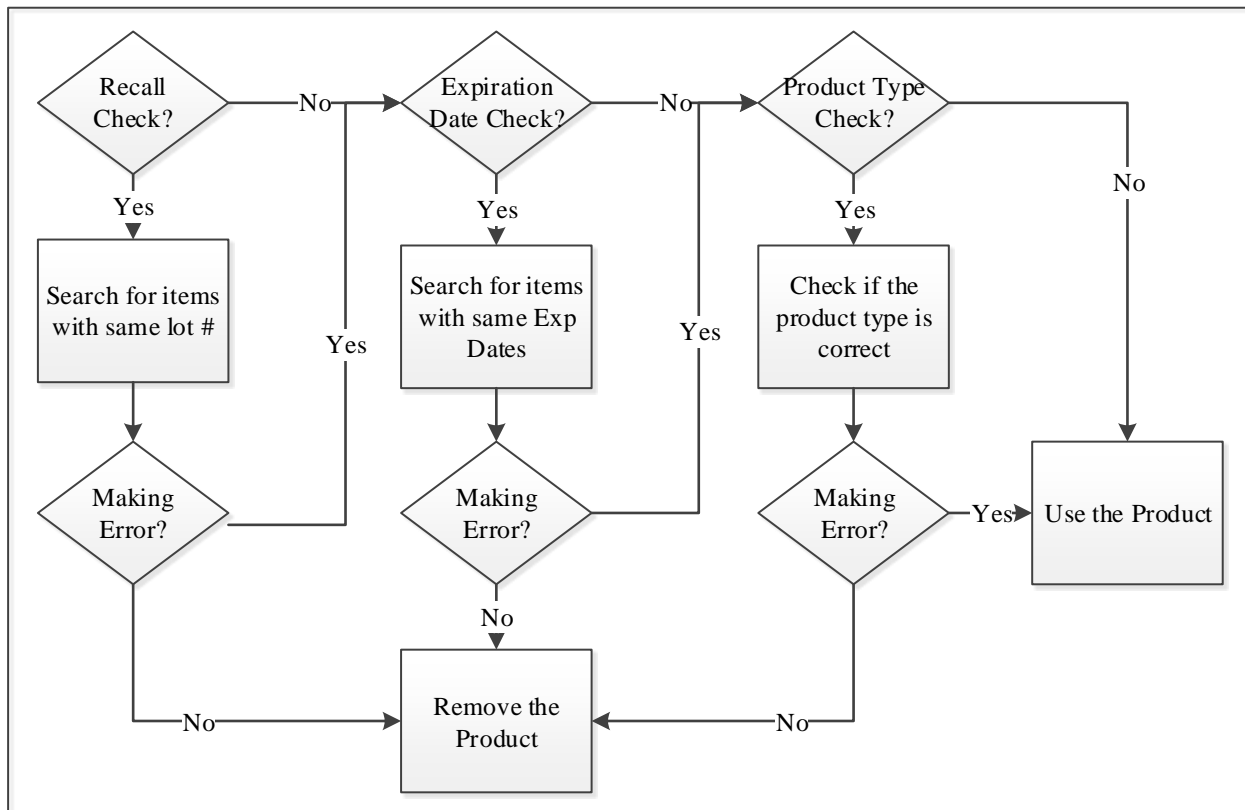 Recall
Check?
No
Expiration
Date Check?
No
Product Type
Check?
No
Yes
Yes
Yes
Search for items
with same lot #
Yes
Search for items
with same Exp
Dates
Yes
Check if the
product type is
correct
Making
Error?
Making
Error?
Making
Error?
Yes
Use the Product
No
No
Remove the
Product
No